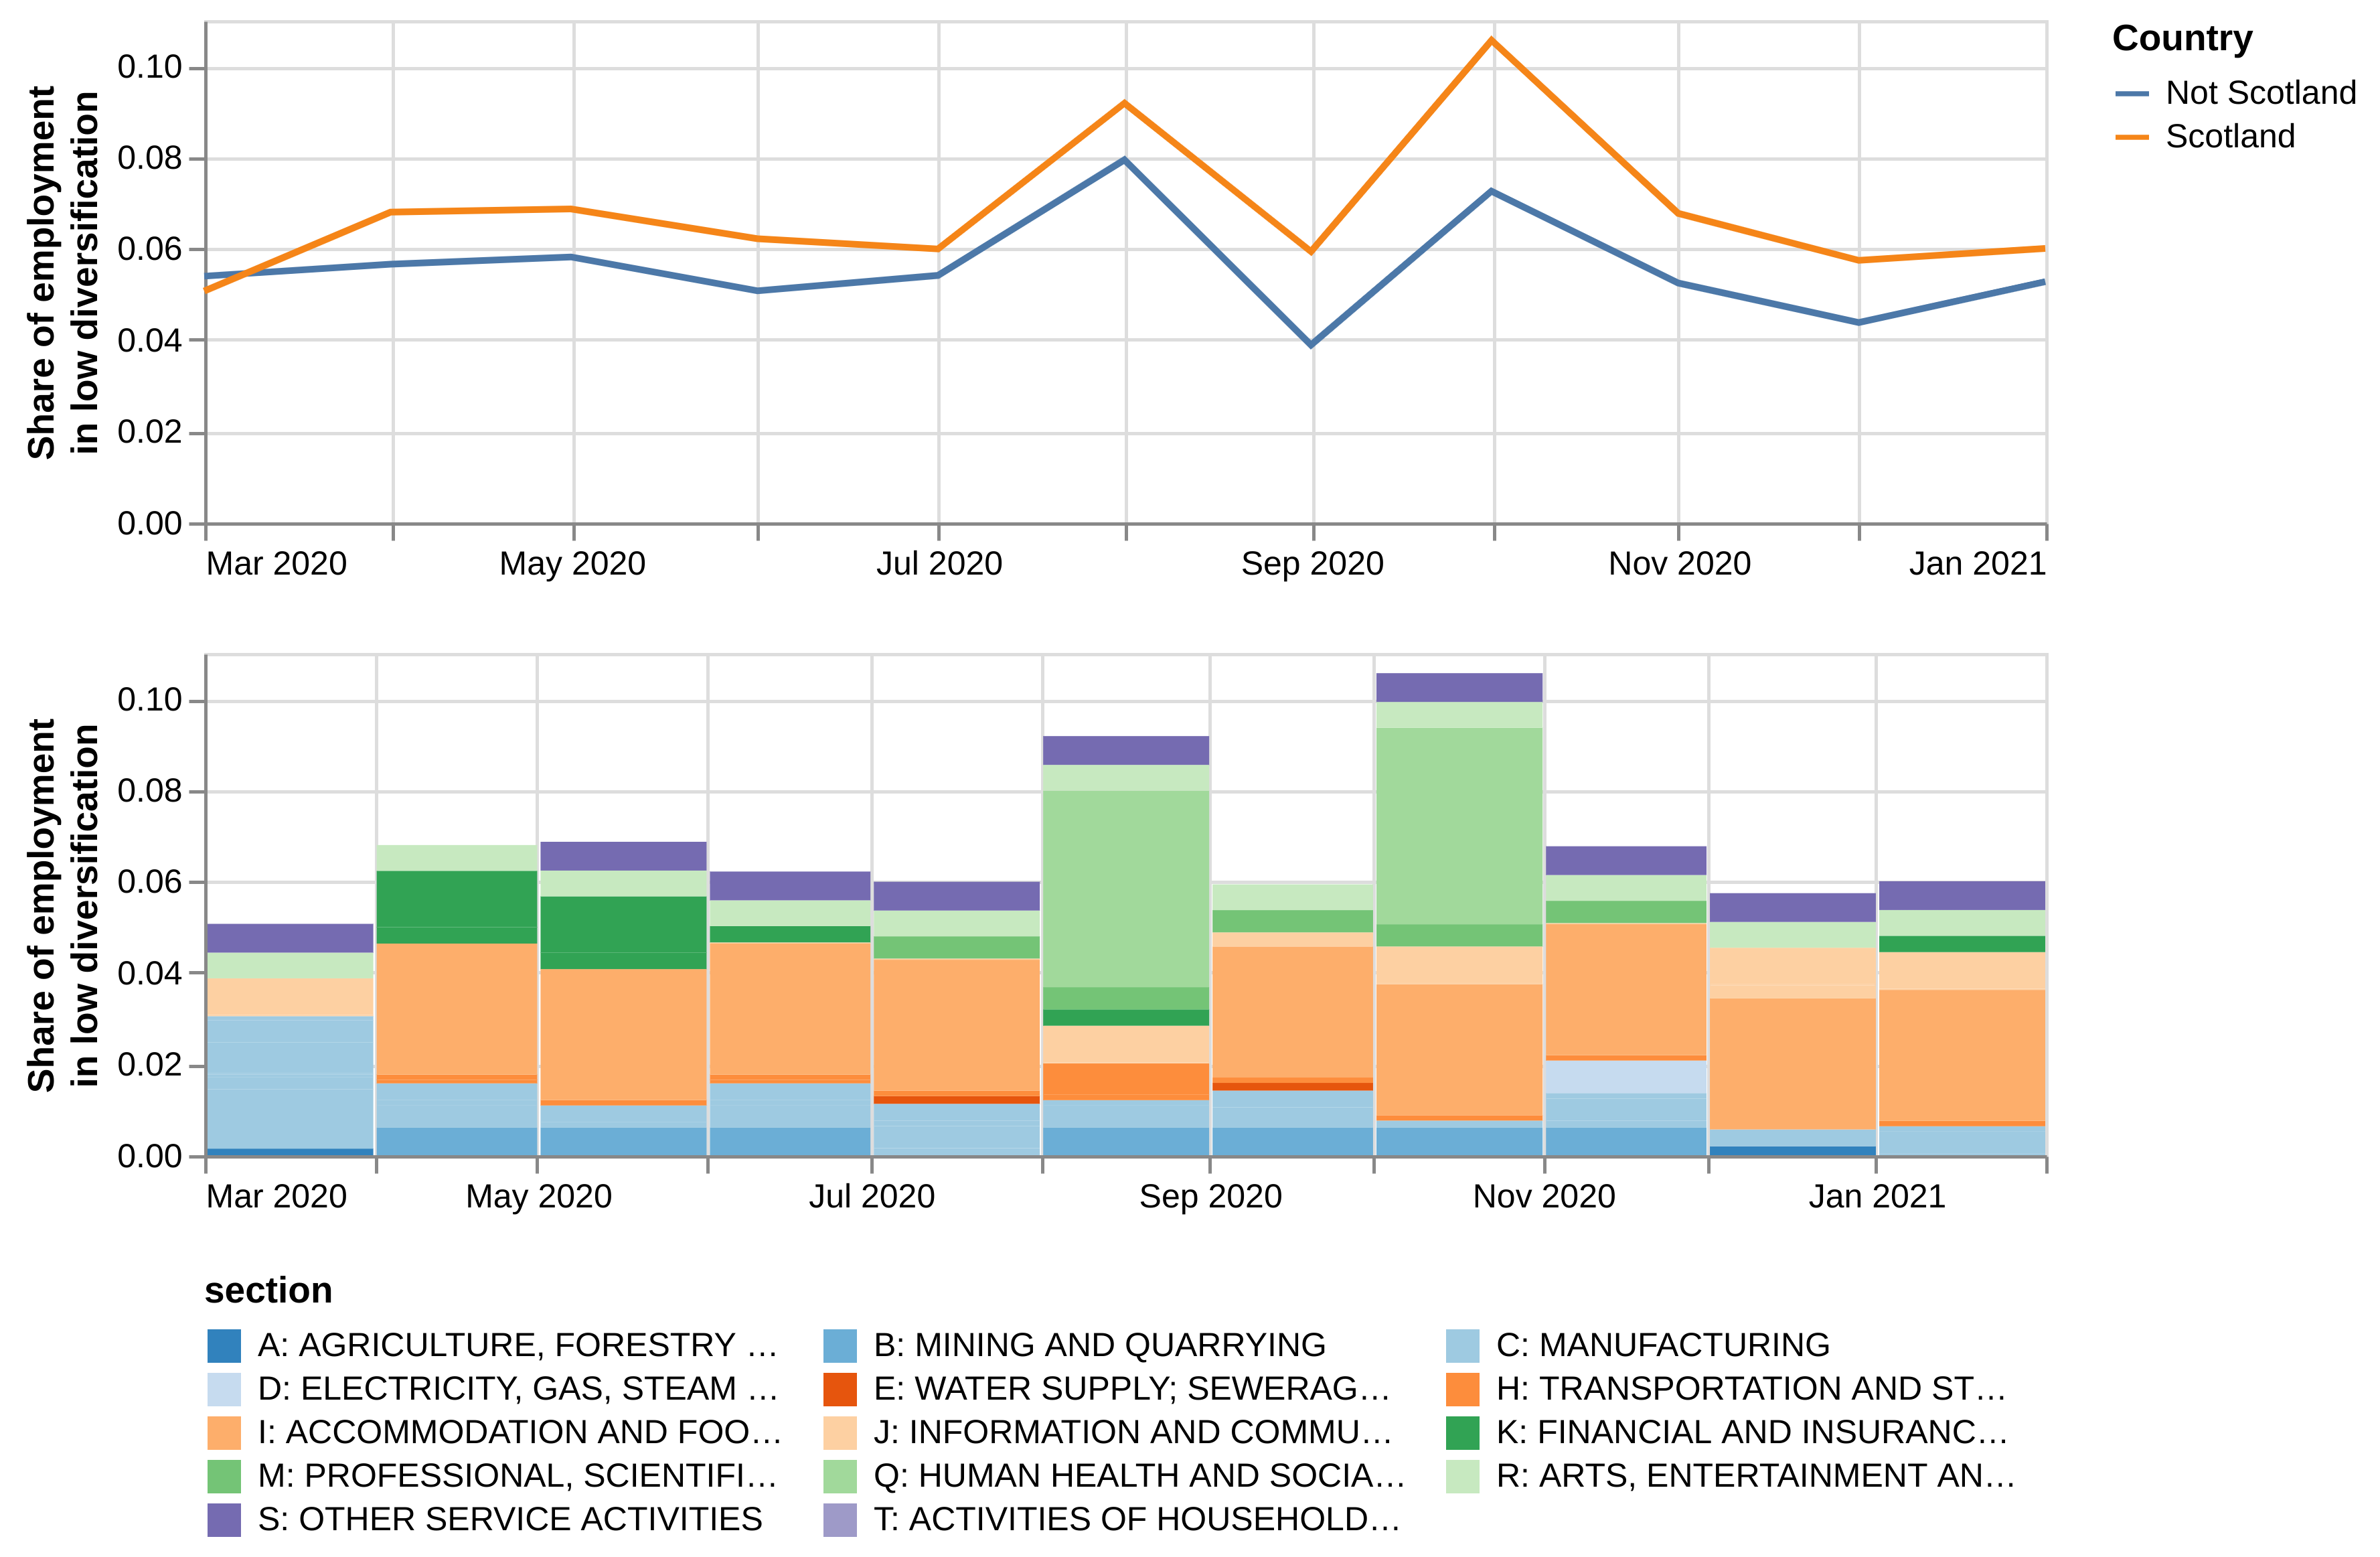 Share of employment
in low diversification
0.10
0.08
0.06
0.04
0.02
0.00
Mar 2020 May 2020 Jul 2020 Sep 2020 Nov 2020 Jan 2021
Country
Not Scotland
Scotland
Share of employment
in low diversification
0.10
0.08
0.06
0.04
0.02
0.00
Mar 2020 May 2020 Jul 2020 Sep 2020 Nov 2020 Jan 2021
section
A: AGRICULTURE, FORESTRY … B: MINING AND QUARRYING C: MANUFACTURING
D: ELECTRICITY, GAS, STEAM … E: WATER SUPPLY; SEWERAG… H: TRANSPORTATION AND ST…
I: ACCOMMODATION AND FOO… J: INFORMATION AND COMMU… K: FINANCIAL AND INSURANC…
M: PROFESSIONAL, SCIENTIFI… Q: HUMAN HEALTH AND SOCIA… R: ARTS, ENTERTAINMENT AN…
S: OTHER SERVICE ACTIVITIES T: ACTIVITIES OF HOUSEHOLD…